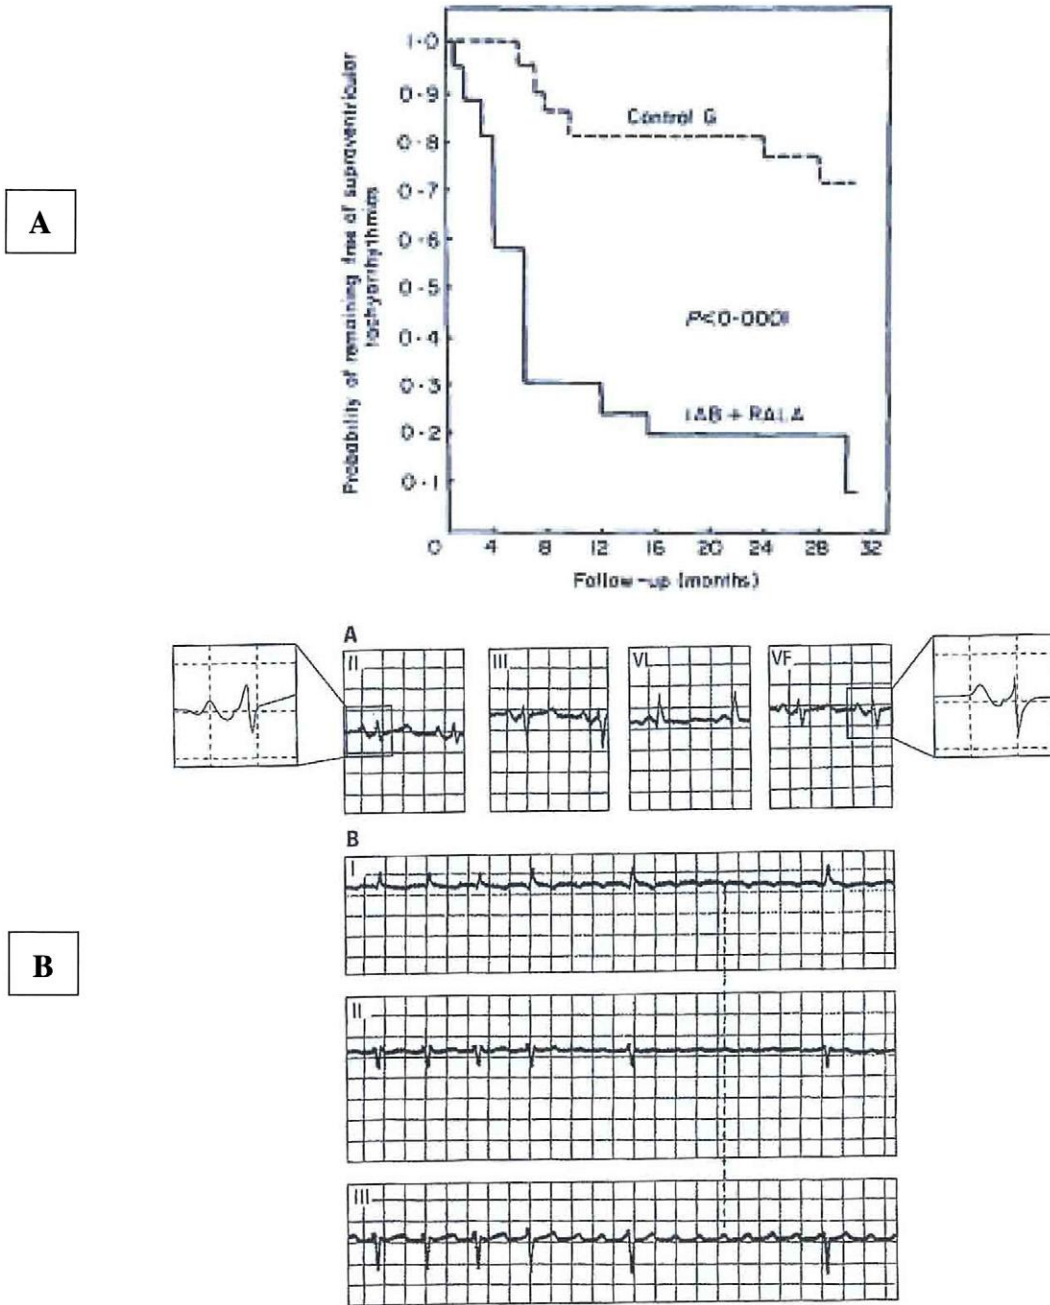 A
Probability of remaining free of supraventricular
tachyarrhythmias
1·0
0·9
0·8
0·7
0·6
0·5
0·4
0·3
0·2
0·1
Control G
P<0·0001
IAB + RALA
0 4 8 12 16 20 24 28 32
Follow-up (months)
B
A
II
III
VL
VF
B
I
II
III